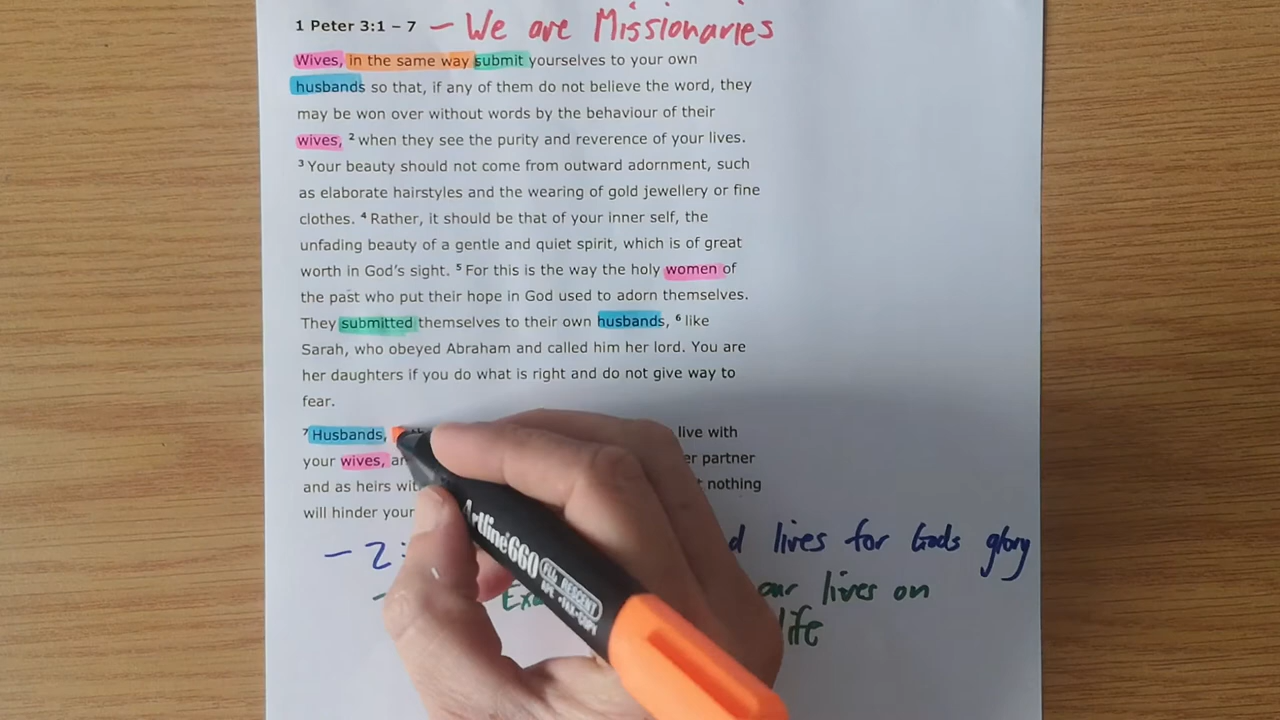 1 Peter 3:1 – 7 – We are Missionaries
Wives, in the same way submit yourselves to your own
husbands so that, if any of them do not believe the word, they
may be won over without words by the behaviour of their
wives, ² when they see the purity and reverence of your lives.
³ Your beauty should not come from outward adornment, such
as elaborate hairstyles and the wearing of gold jewellery or fine
clothes. ⁴ Rather, it should be that of your inner self, the
unfading beauty of a gentle and quiet spirit, which is of great
worth in God's sight. ⁵ For this is the way the holy women of
the past who put their hope in God used to adorn themselves.
They submitted themselves to their own husbands, ⁶ like
Sarah, who obeyed Abraham and called him her lord. You are
her daughters if you do what is right and do not give way to
fear.
⁷ Husbands, live with
your wives, partner
and as heirs nothing
will hinder your
– 2: lives for Gods glory
– our lives on
life
Artline 660